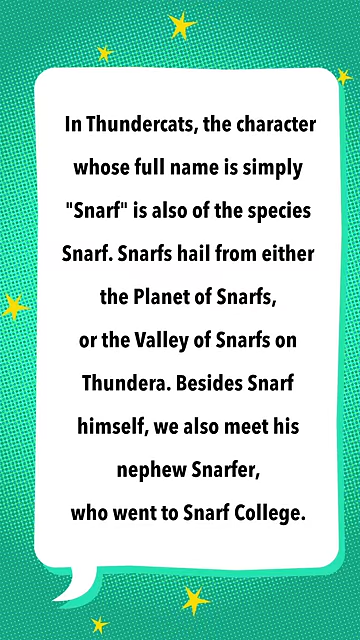 In Thundercats, the character
whose full name is simply
"Snarf" is also of the species
Snarf. Snarfs hail from either
the Planet of Snarfs,
or the Valley of Snarfs on
Thundera. Besides Snarf
himself, we also meet his
nephew Snarfer,
who went to Snarf College.